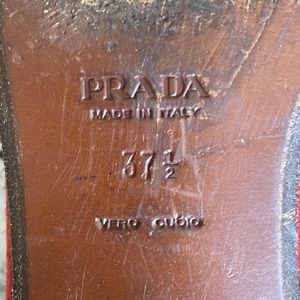 PRADA
MADE IN ITALY
37 1/2
VERO CUOIO